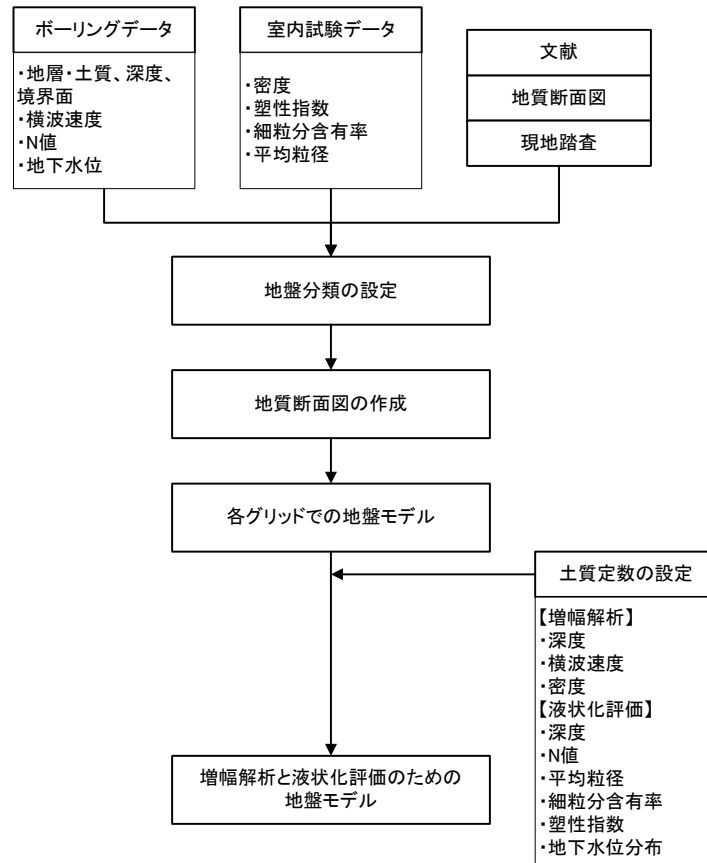 ボーリングデータ
・地層・土質、深度、
境界面
・横波速度
・N値
・地下水位
室内試験データ
・密度
・塑性指数
・細粒分含有率
・平均粒径
文献
地質断面図
現地踏査
地盤分類の設定
地質断面図の作成
各グリッドでの地盤モデル
土質定数の設定
【増幅解析】
・深度
・横波速度
・密度
【液状化評価】
・深度
・N値
・平均粒径
・細粒分含有率
・塑性指数
・地下水位分布
増幅解析と液状化評価のための
地盤モデル